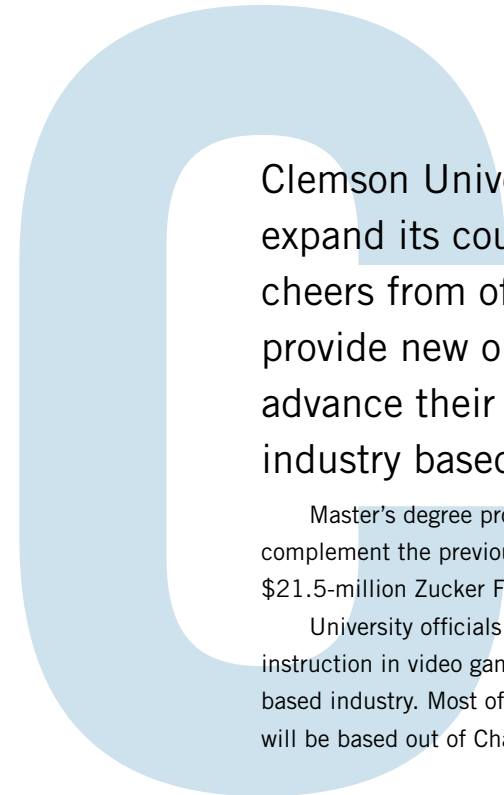 C
Clemson Univ
expand its cou
cheers from of
provide new o
advance their
industry based
Master’s degree pro
complement the previou
$21.5-million Zucker F
University officials
instruction in video gam
based industry. Most of
will be based out of Cha